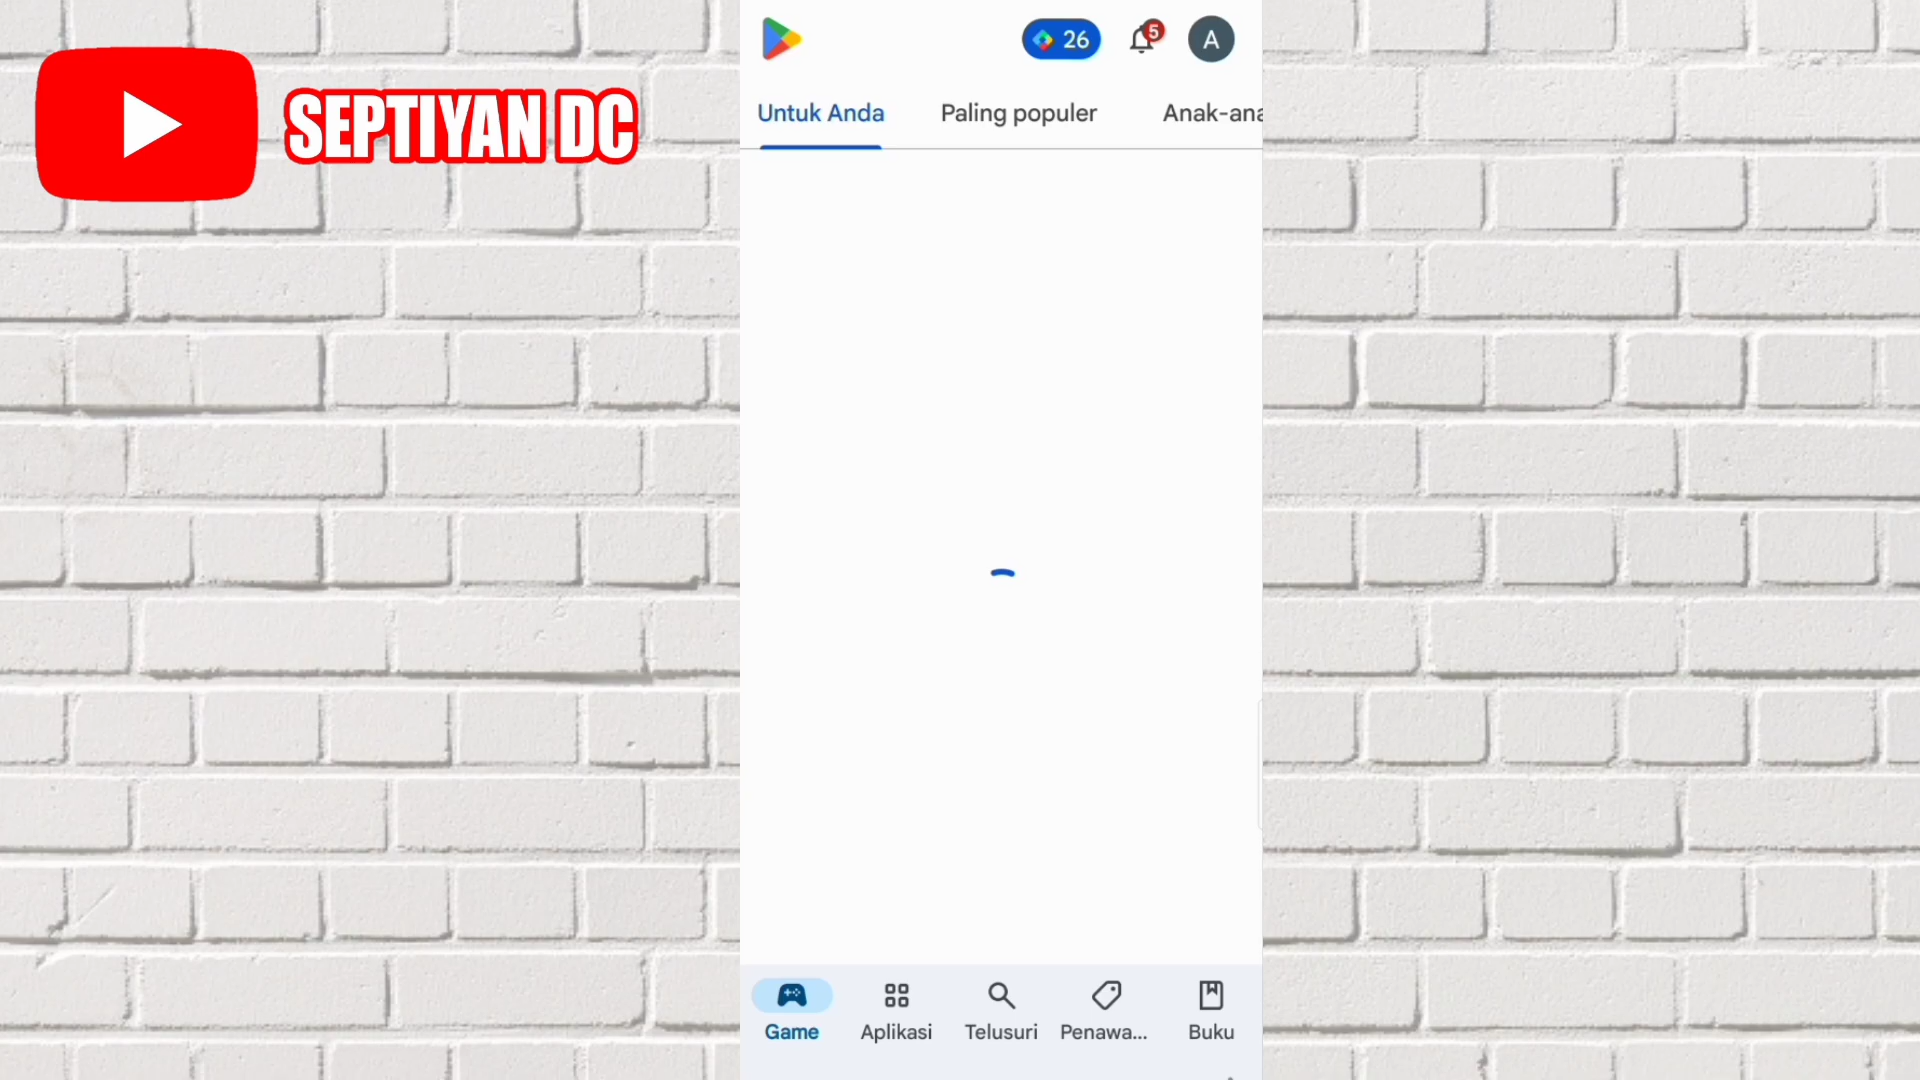 SEPTIYAN DC
26
5
A
Untuk Anda
Paling populer
Anak-ana
Game
Aplikasi
Telusuri
Penawa...
Buku